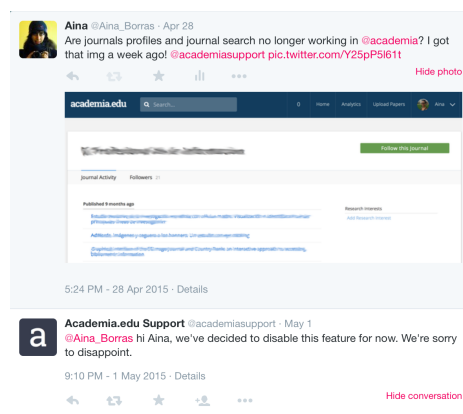 Aina @Aina_Borras · Apr 28
Are journals profiles and journal search no longer working in @academia? I got
that img a week ago! @academiasupport pic.twitter.com/Y25pP5l61t
Hide photo
academia.edu Search... 0 Home Analytics Upload Papers Aina
Follow this Journal
Journal Activity Followers 21
Published 9 months ago
Research Interests
Add Research Interest
5:24 PM - 28 Apr 2015 · Details
a
Academia.edu Support @academiasupport · May 1
@Aina_Borras hi Aina, we've decided to disable this feature for now. We're sorry
to disappoint.
9:10 PM - 1 May 2015 · Details
Hide conversation